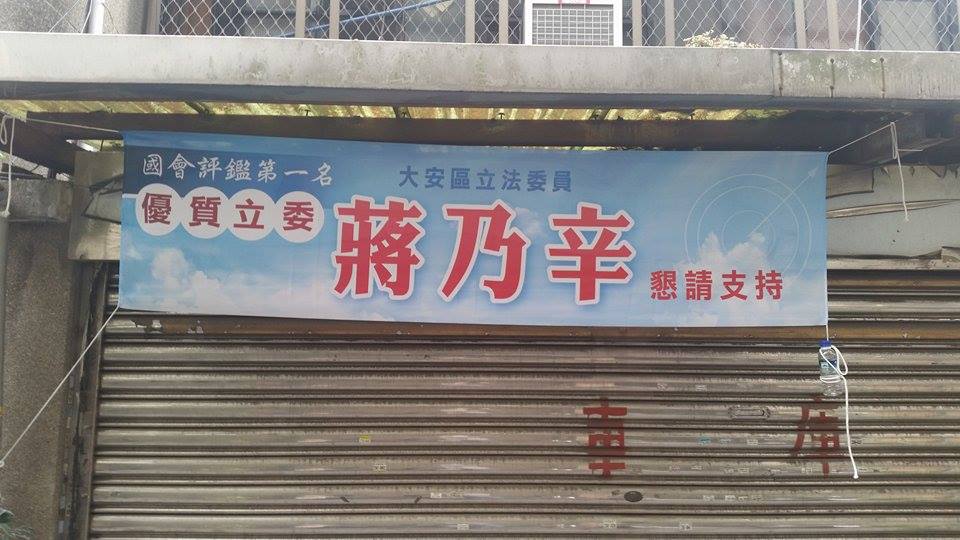 國會評鑑第一名
優質立委
大安區立法委員
蔣乃辛
懇請支持
車庫